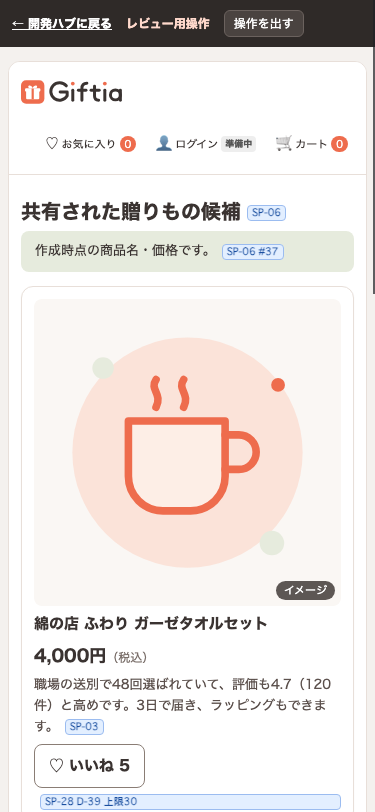 ← 開発ハブに戻る レビュー用操作 操作を出す
Giftia
♡ お気に入り 0 ログイン 準備中 カート 0
共有された贈りもの候補 SP-06
作成時点の商品名・価格です。 SP-06 #37
イメージ
綿の店 ふわり ガーゼタオルセット
4,000円（税込）
職場の送別で48回選ばれていて、評価も4.7（120
件）と高めです。3日で届き、ラッピングもできま
す。 SP-03
♡ いいね 5
SP-28 D-39 上限30